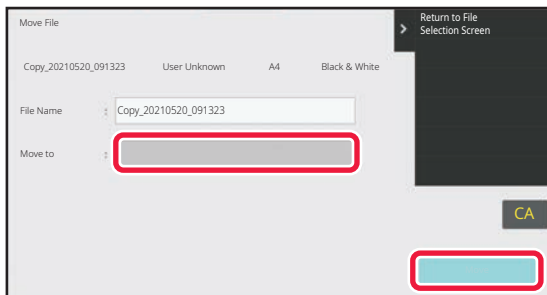 Move File
Return to File
Selection Screen
Copy_20210520_091323 User Unknown A4 Black & White
File Name : Copy_20210520_091323
Move to :
CA